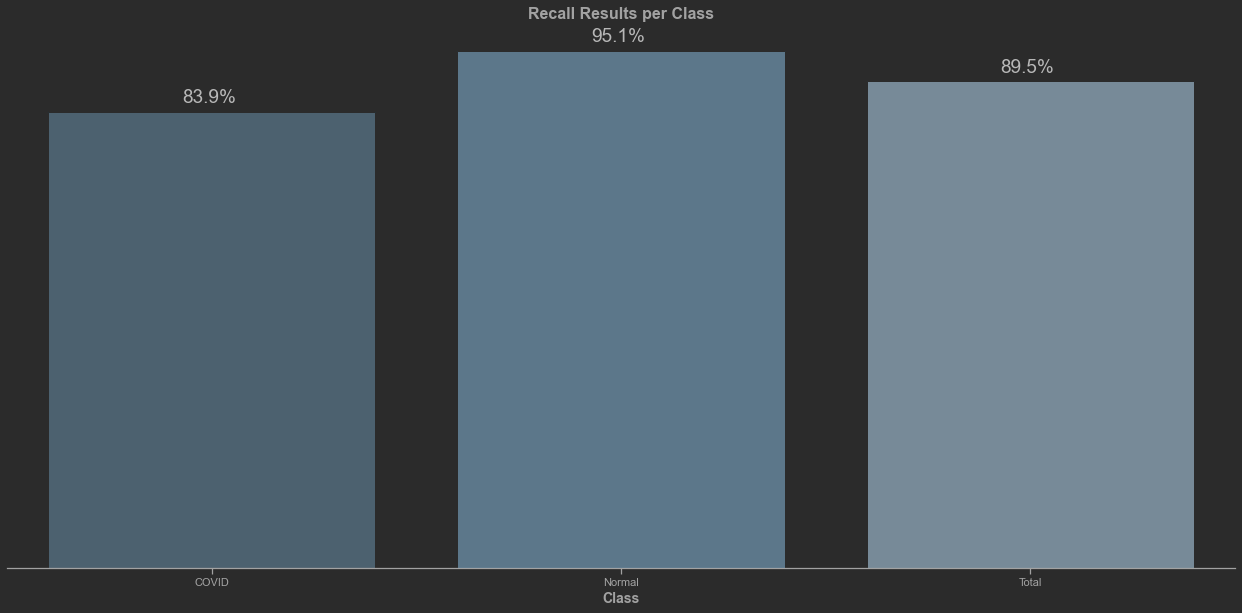 Recall Results per Class
95.1%
89.5%
83.9%
COVID
Normal
Total
Class